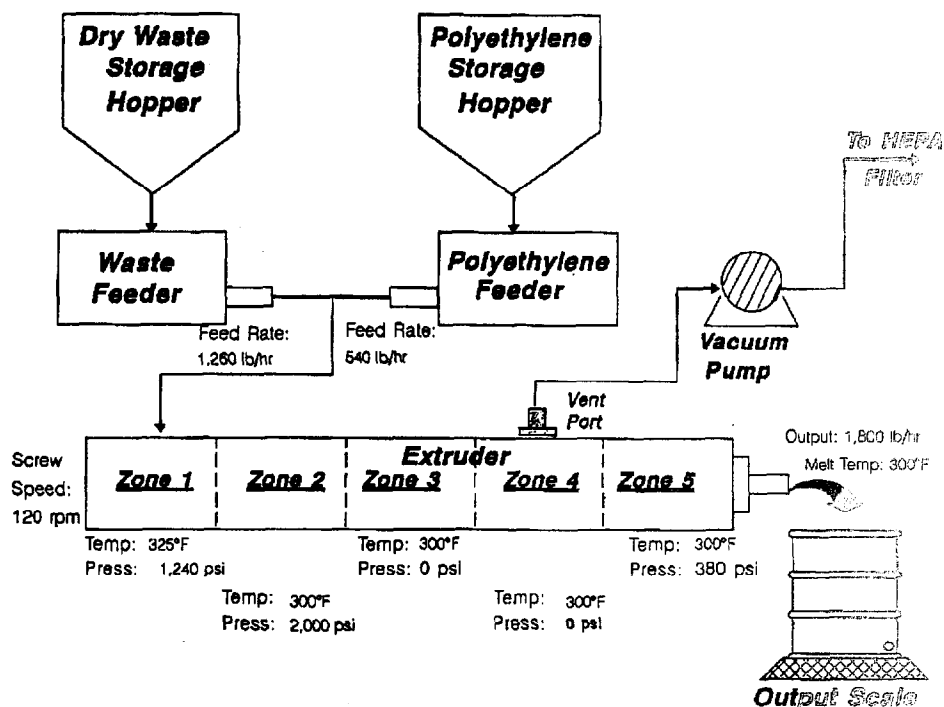 Dry Waste
Storage
Hopper
Polyethylene
Storage
Hopper
To HEPA
Filter
Waste
Feeder
Polyethylene
Feeder
Feed Rate:
1,260 lb/hr
Feed Rate:
540 lb/hr
Vacuum
Pump
Vent
Port
Output: 1,800 lb/hr
Melt Temp: 300°F
Screw
Speed:
120 rpm
Extruder
Zone 1
Zone 2
Zone 3
Zone 4
Zone 5
Temp: 325°F
Press: 1,240 psi
Temp: 300°F
Press: 2,000 psi
Temp: 300°F
Press: 0 psi
Temp: 300°F
Press: 0 psi
Temp: 300°F
Press: 380 psi
Output Scale